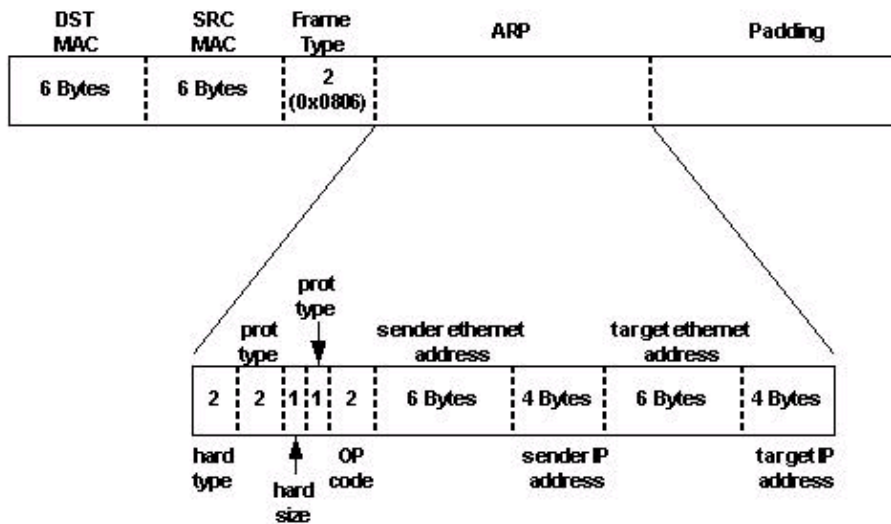 DST
MAC
SRC
MAC
Frame
Type
ARP
Padding
6 Bytes
6 Bytes
2
(0x0806)
prot
type
prot
type
sender ethernet
address
target ethernet
address
2
2
1
1
2
6 Bytes
4 Bytes
6 Bytes
4 Bytes
hard
type
hard
size
OP
code
sender IP
address
target IP
address